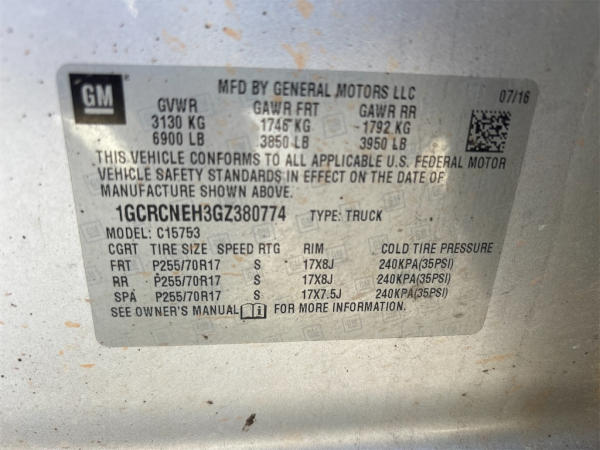 GM
MFD BY GENERAL MOTORS LLC 07/16
GVWR GAWR FRT GAWR RR
3130 KG 1746 KG 1792 KG
6900 LB 3850 LB 3950 LB
THIS VEHICLE CONFORMS TO ALL APPLICABLE U.S. FEDERAL MOTOR
VEHICLE SAFETY STANDARDS IN EFFECT ON THE DATE OF
MANUFACTURE SHOWN ABOVE.
1GCRCNEH3GZ380774 TYPE: TRUCK
MODEL: C15753
CGRT TIRE SIZE SPEED RTG RIM COLD TIRE PRESSURE
FRT P255/70R17 S 17X8J 240KPA(35PSI)
RR P255/70R17 S 17X8J 240KPA(35PSI)
SPA P255/70R17 S 17X7.5J 240KPA(35PSI)
SEE OWNER'S MANUAL FOR MORE INFORMATION.